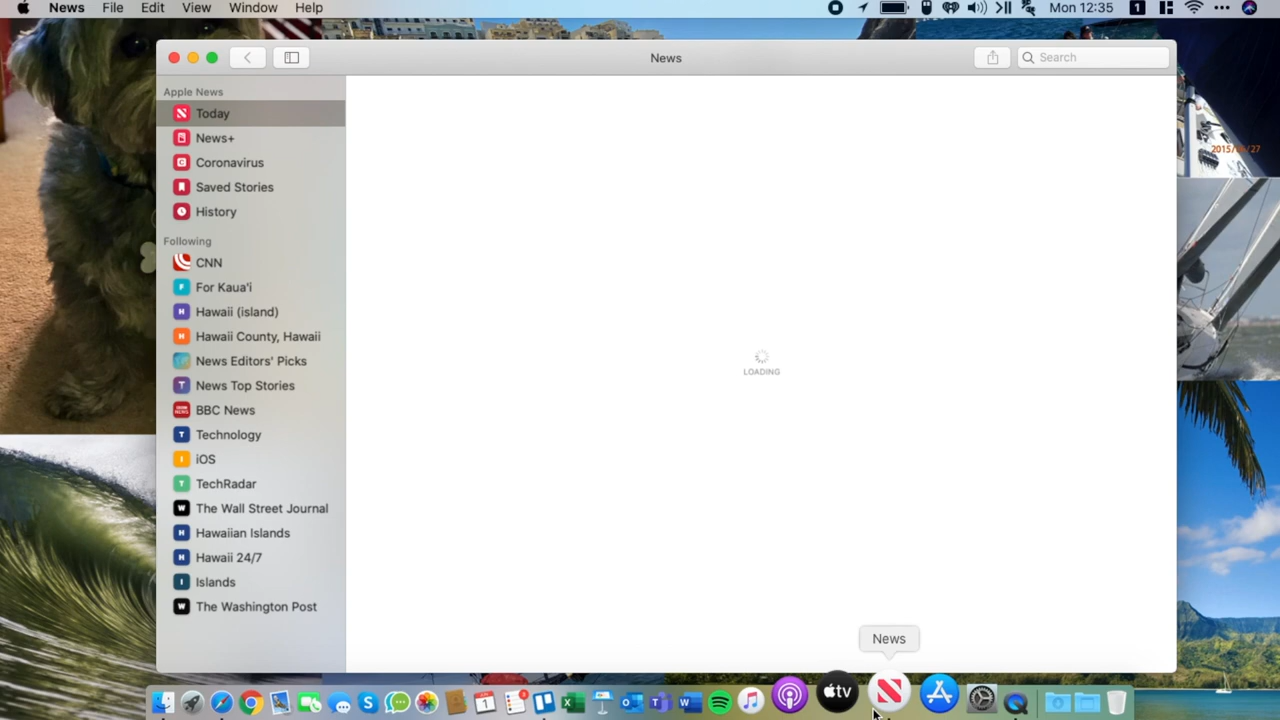 News File Edit View Window Help
Mon 12:35
1
News
Search
Apple News
Today
News+
Coronavirus
Saved Stories
History
Following
CNN
For Kaua'i
Hawaii (island)
Hawaii County, Hawaii
News Editors' Picks
News Top Stories
BBC News
Technology
iOS
TechRadar
The Wall Street Journal
Hawaiian Islands
Hawaii 24/7
Islands
The Washington Post
LOADING
News
tv